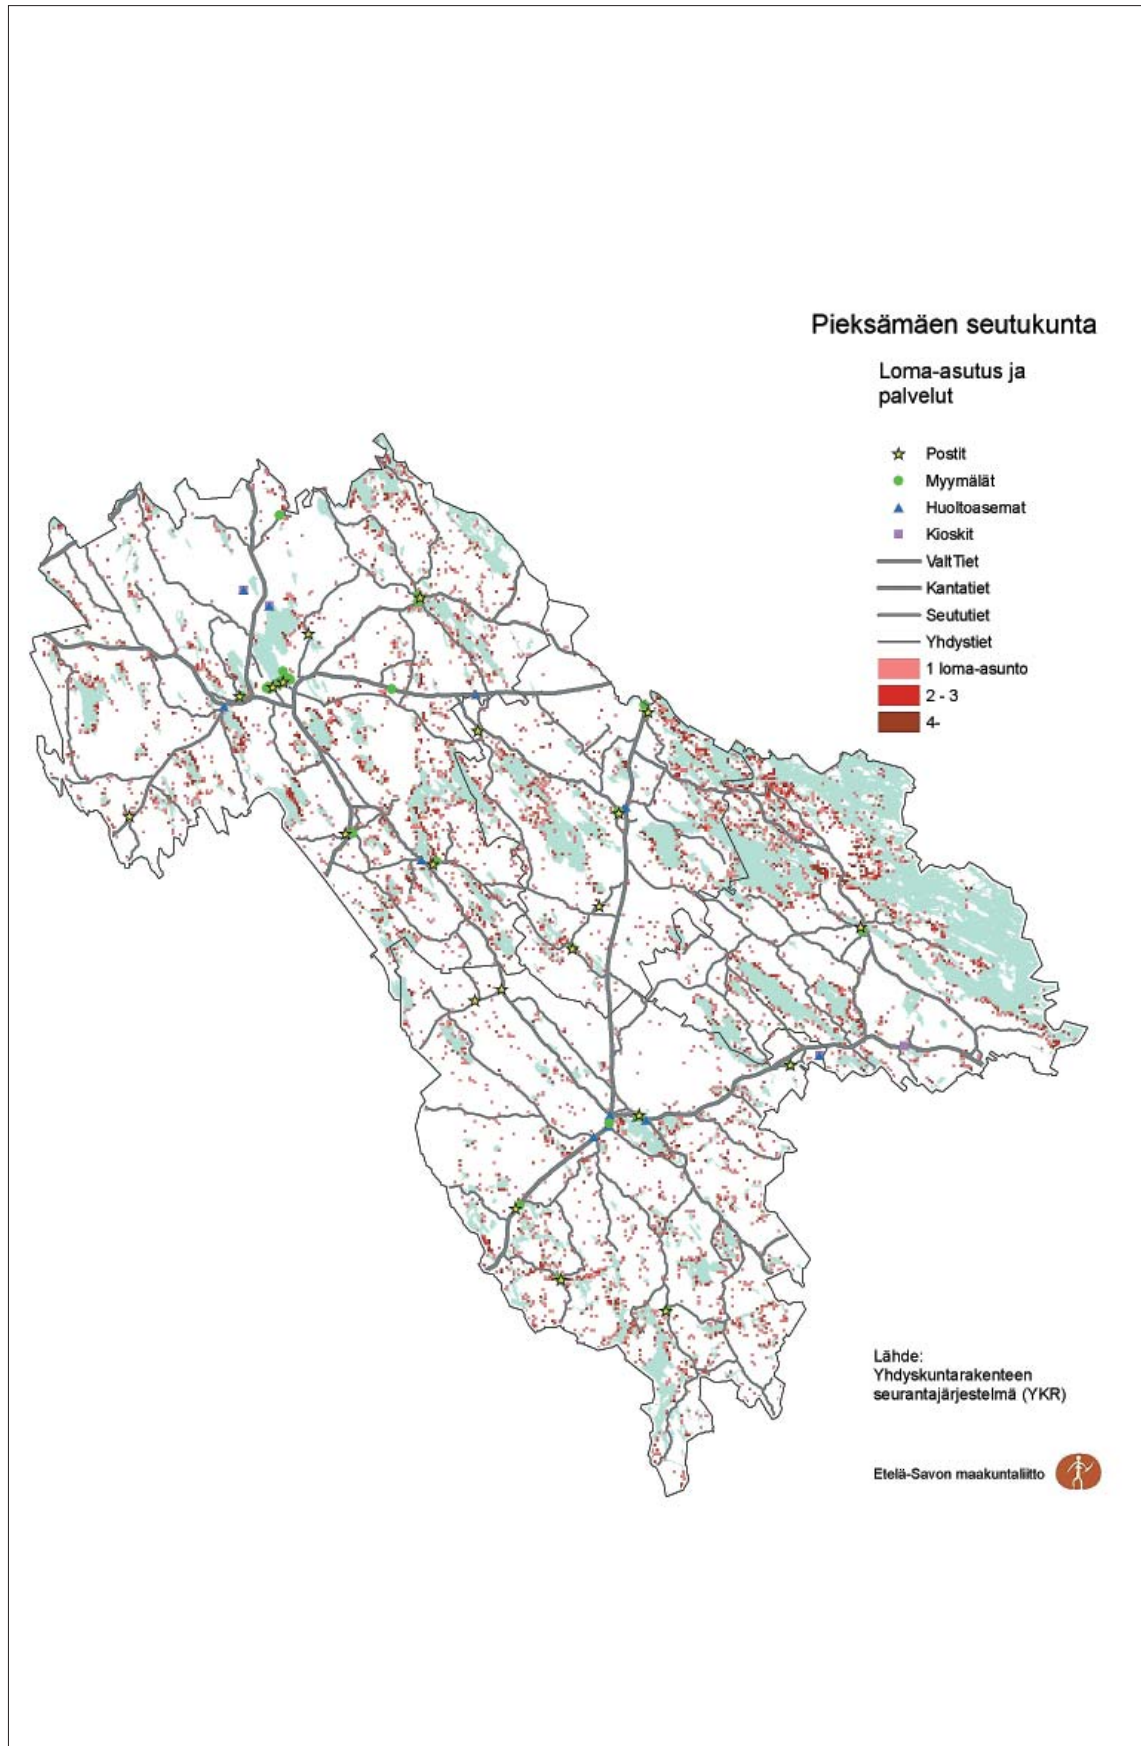 Pieksämäen seutukunta
Loma-asutus ja
palvelut
Postit
Myymälät
Huoltoasemat
Kioskit
ValtTiet
Kantatiet
Seututiet
Yhdystiet
1 loma-asunto
2 - 3
4-
Lähde:
Yhdyskuntarakenteen
seurantajärjestelmä (YKR)
Etelä-Savon maakuntaliitto